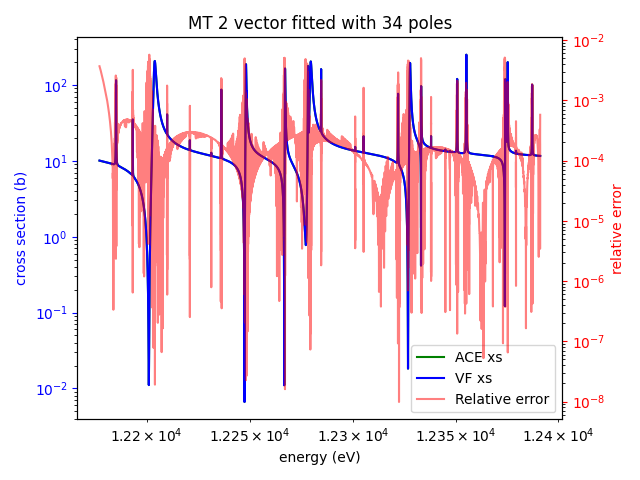 MT 2 vector fitted with 34 poles
10²
10¹
10⁰
10⁻¹
10⁻²
cross section (b)
10⁻²
10⁻³
10⁻⁴
10⁻⁵
10⁻⁶
10⁻⁷
10⁻⁸
relative error
ACE xs
VF xs
Relative error
1.22 × 10⁴
1.225 × 10⁴
1.23 × 10⁴
1.235 × 10⁴
1.24 × 10⁴
energy (eV)